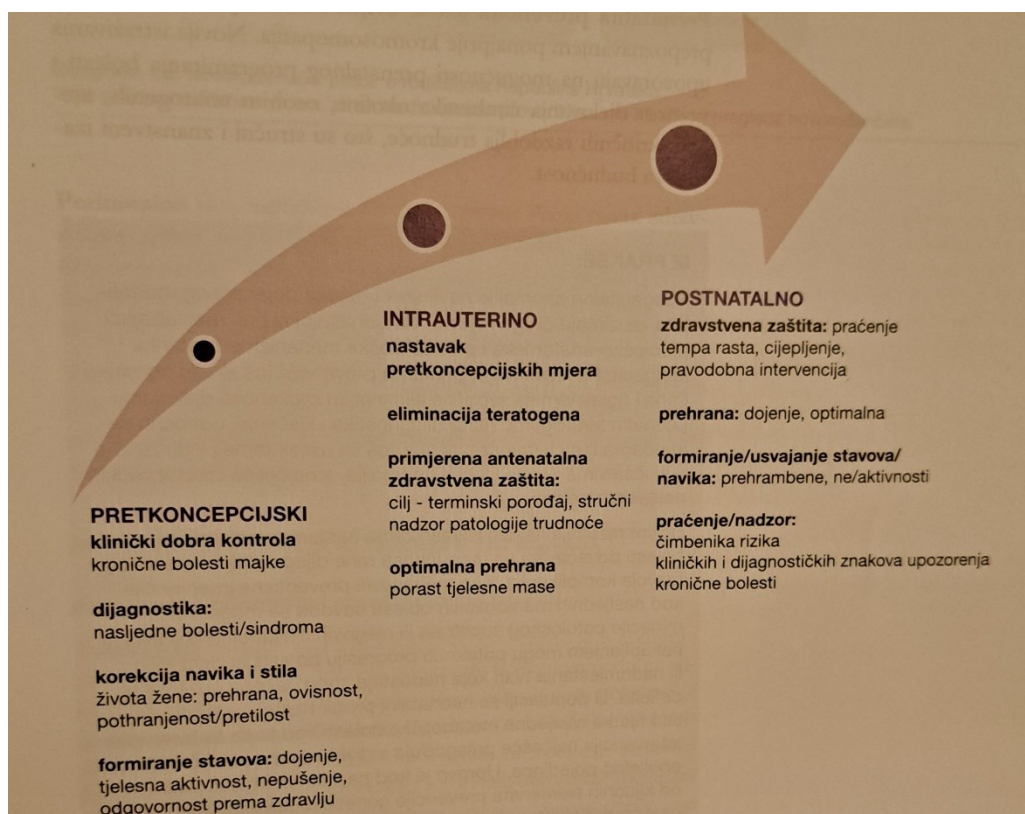 PRETKONCEPCIJSKI
klinički dobra kontrola
kronične bolesti majke
dijagnostika:
nasljedne bolesti/sindroma
korekcija navika i stila
života žene: prehrana, ovisnost,
pothranjenost/pretilost
formiranje stavova: dojenje,
tjelesna aktivnost, nepušenje,
odgovornost prema zdravlju
INTRAUTERINO
nastavak
pretkoncepcijskih mjera
eliminacija teratogena
primjerena antenatalna
zdravstvena zaštita:
cilj - terminski porođaj, stručni
nadzor patologije trudnoće
optimalna prehrana
porast tjelesne mase
POSTNATALNO
zdravstvena zaštita: praćenje
tempa rasta, cijepljenje,
pravodobna intervencija
prehrana: dojenje, optimalna
formiranje/usvajanje stavova/
navika: prehrambene, ne/aktivnosti
praćenje/nadzor:
čimbenika rizika
kliničkih i dijagnostičkih znakova upozorenja
kronične bolesti